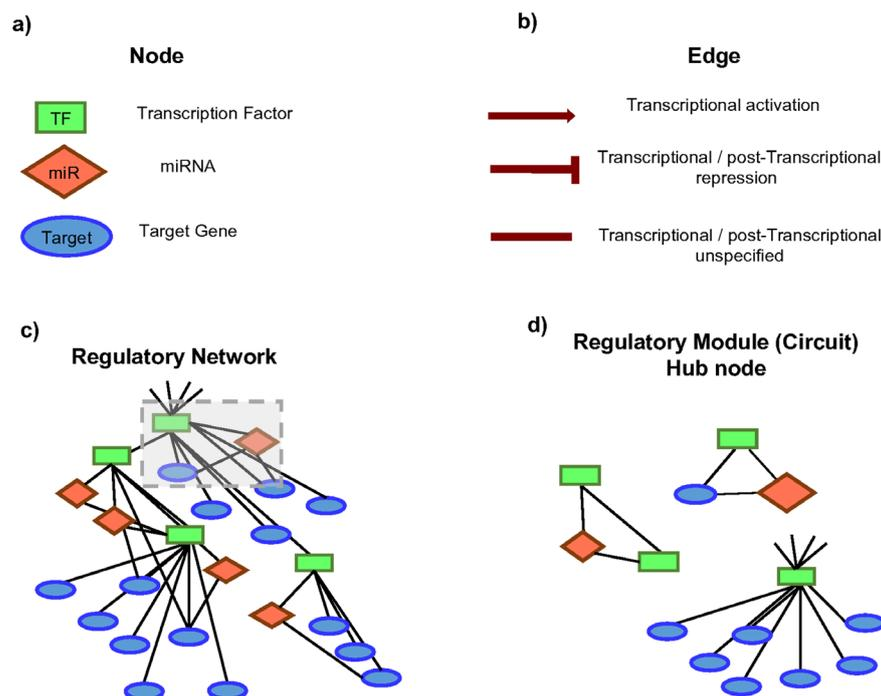 a)
Node
TF
Transcription Factor
miR
miRNA
Target
Target Gene
b)
Edge
Transcriptional activation
Transcriptional / post-Transcriptional
repression
Transcriptional / post-Transcriptional
unspecified
c)
Regulatory Network
d)
Regulatory Module (Circuit)
Hub node